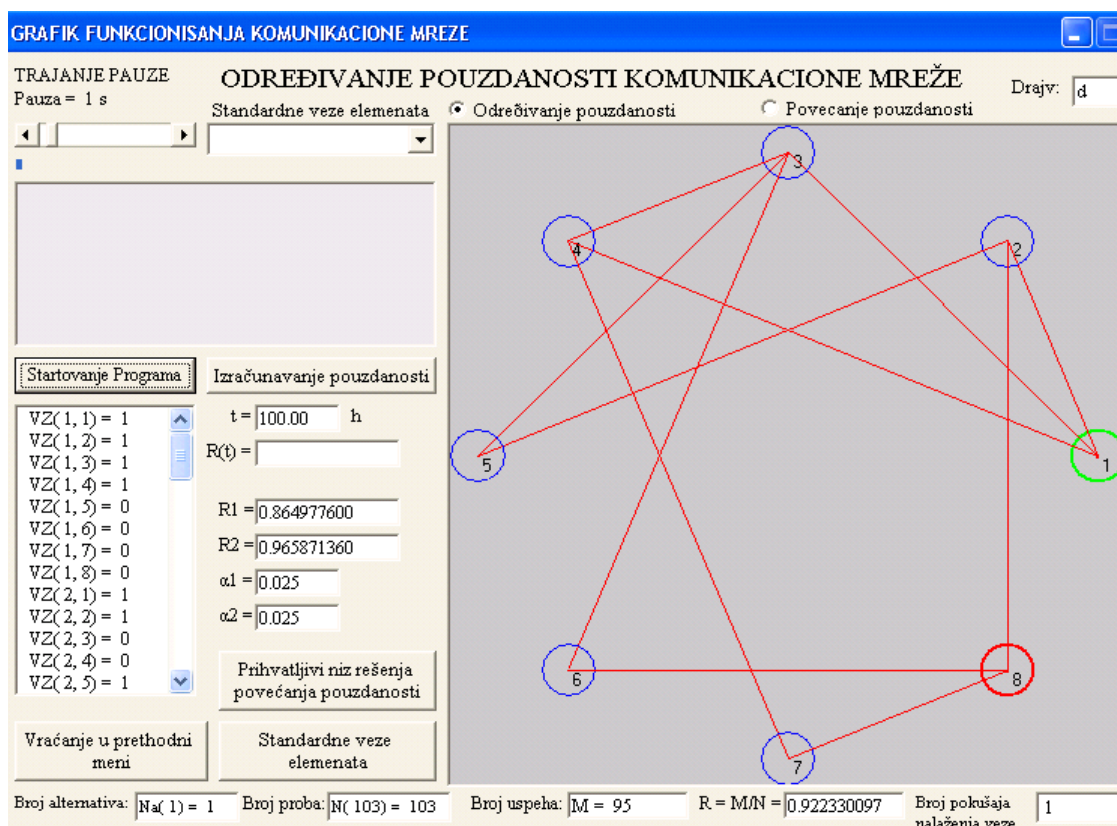 GRAFIK FUNKCIONISANJA KOMUNIKACIONE MREZE
TRAJANJE PAUZE
Pauza = 1 s
ODREĐIVANJE POUZDANOSTI KOMUNIKACIONE MREŽE
Drajv: d
Standardne veze elemenata
Odreðivanje pouzdanosti
Povecanje pouzdanosti
3
4
2
5
1
6
8
7
Startovanje Programa
Izračunavanje pouzdanosti
VZ( 1, 1) = 1
VZ( 1, 2) = 1
VZ( 1, 3) = 1
VZ( 1, 4) = 1
VZ( 1, 5) = 0
VZ( 1, 6) = 0
VZ( 1, 7) = 0
VZ( 1, 8) = 0
VZ( 2, 1) = 1
VZ( 2, 2) = 1
VZ( 2, 3) = 0
VZ( 2, 4) = 0
VZ( 2, 5) = 1
t = 100.00 h
R(t) =
R1 = 0.864977600
R2 = 0.965871360
α1 = 0.025
α2 = 0.025
Prihvatljivi niz rešenja
povećanja pouzdanosti
Vraćanje u prethodni
meni
Standardne veze
elemenata
Broj alternativa: Na( 1) = 1
Broj proba: N( 103) = 103
Broj uspeha: M = 95
R = M/N = 0.922330097
Broj pokušaja
nalaženja veze
1